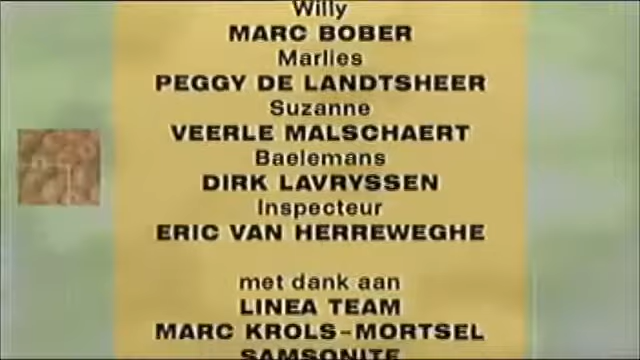 Willy
MARC BOBER
Marlies
PEGGY DE LANDTSHEER
Suzanne
VEERLE MALSCHAERT
Baelemans
DIRK LAVRYSSEN
Inspecteur
ERIC VAN HERREWEGHE
met dank aan
LINEA TEAM
MARC KROLS-MORTSEL
SAMSONITE